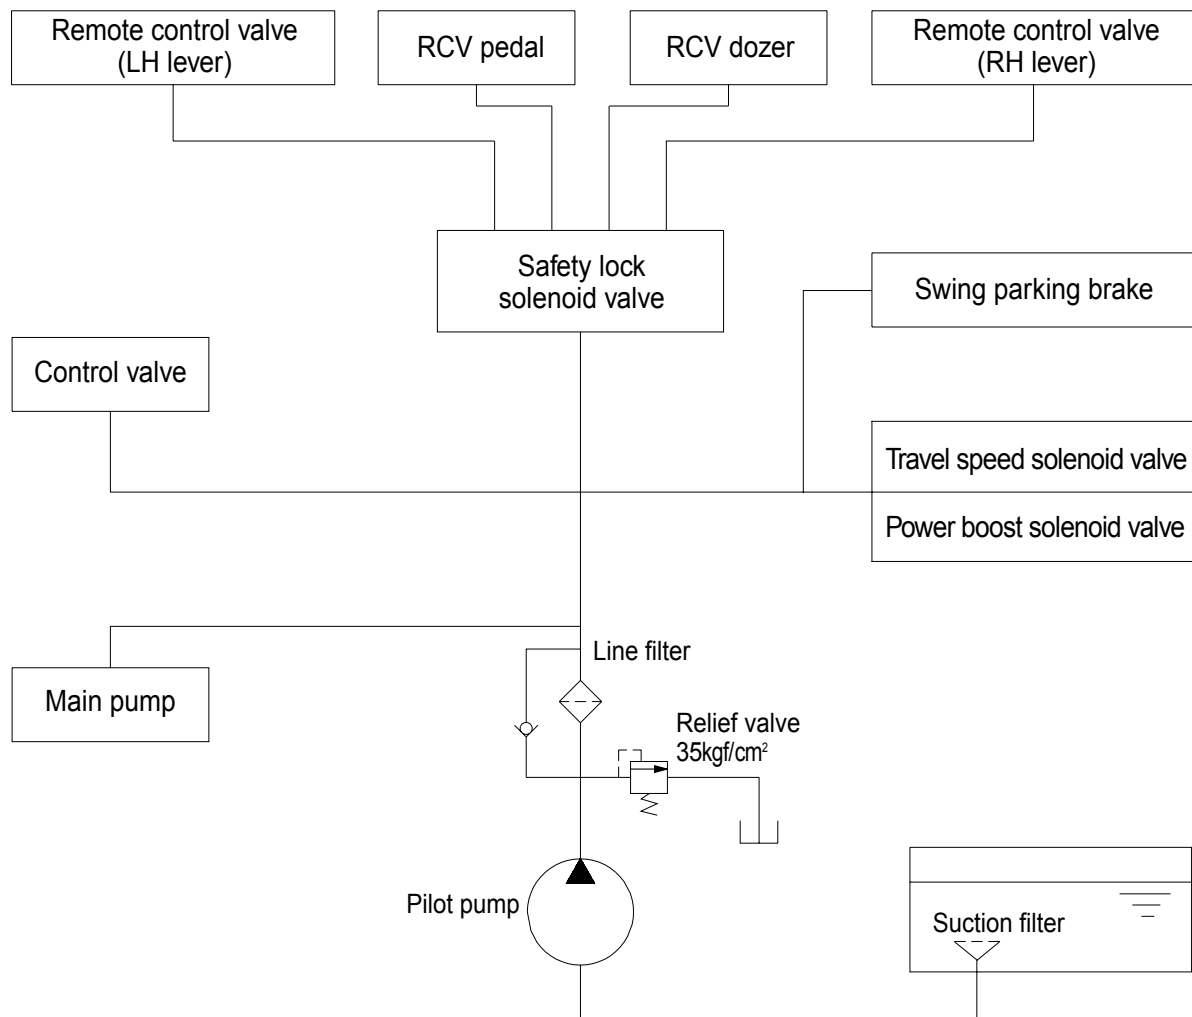 Remote control valve
(LH lever)
RCV pedal
RCV dozer
Remote control valve
(RH lever)
Safety lock
solenoid valve
Swing parking brake
Control valve
Travel speed solenoid valve
Power boost solenoid valve
Line filter
Main pump
Relief valve
35kgf/cm²
Pilot pump
Suction filter